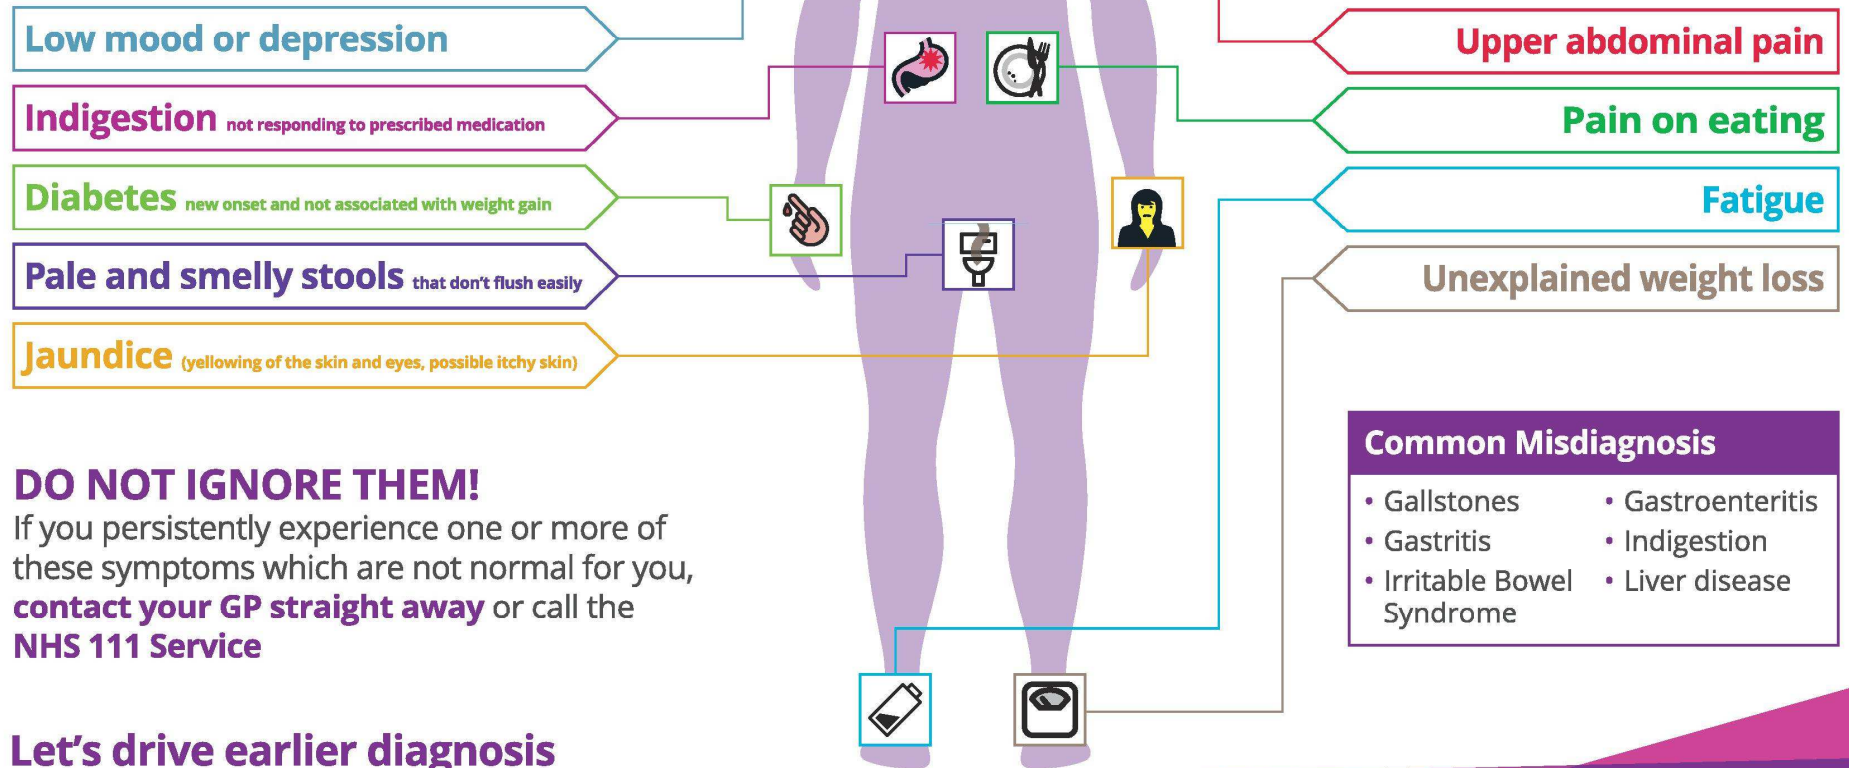 Low mood or depression
Indigestion not responding to prescribed medication
Diabetes new onset and not associated with weight gain
Pale and smelly stools that don't flush easily
Jaundice (yellowing of the skin and eyes, possible itchy skin)
Upper abdominal pain
Pain on eating
Fatigue
Unexplained weight loss
DO NOT IGNORE THEM!
If you persistently experience one or more of
these symptoms which are not normal for you,
contact your GP straight away or call the
NHS 111 Service
Common Misdiagnosis
• Gallstones
• Gastritis
• Irritable Bowel
Syndrome
• Gastroenteritis
• Indigestion
• Liver disease
Let's drive earlier diagnosis